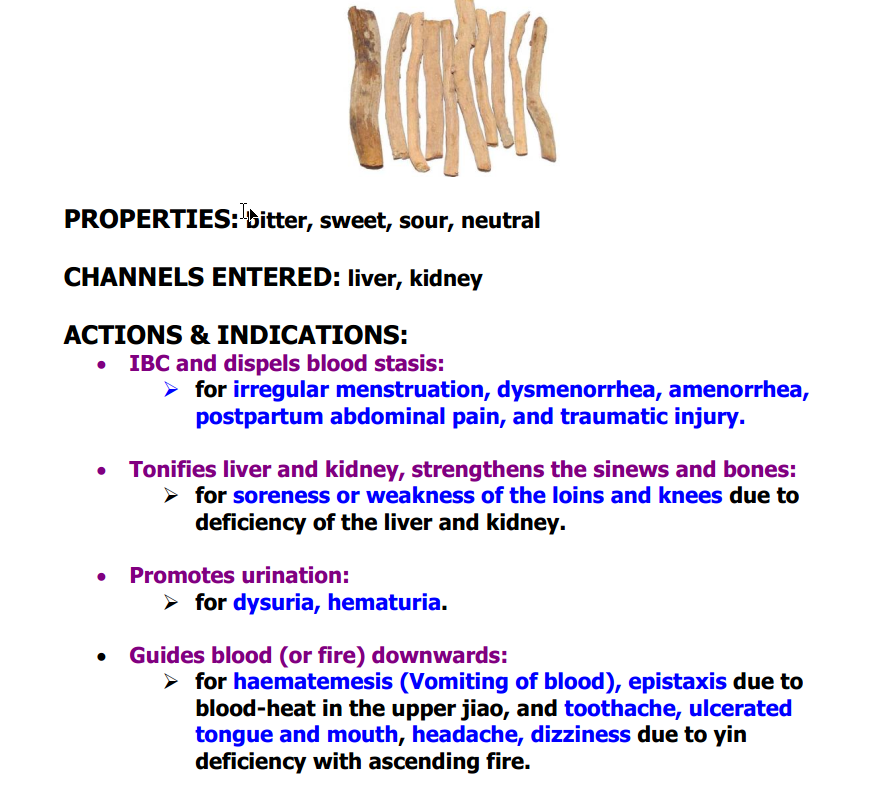 PROPERTIES: bitter, sweet, sour, neutral
CHANNELS ENTERED: liver, kidney
ACTIONS & INDICATIONS:
• IBC and dispels blood stasis:
➢ for irregular menstruation, dysmenorrhea, amenorrhea,
postpartum abdominal pain, and traumatic injury.
• Tonifies liver and kidney, strengthens the sinews and bones:
➢ for soreness or weakness of the loins and knees due to
deficiency of the liver and kidney.
• Promotes urination:
➢ for dysuria, hematuria.
• Guides blood (or fire) downwards:
➢ for haematemesis (Vomiting of blood), epistaxis due to
blood-heat in the upper jiao, and toothache, ulcerated
tongue and mouth, headache, dizziness due to yin
deficiency with ascending fire.